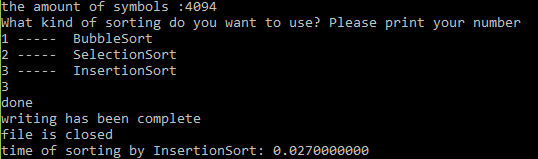 the amount of symbols :4094
What kind of sorting do you want to use? Please print your number
1 -----  BubbleSort
2 -----  SelectionSort
3 -----  InsertionSort
3
done
writing has been complete
file is closed
time of sorting by InsertionSort: 0.0270000000